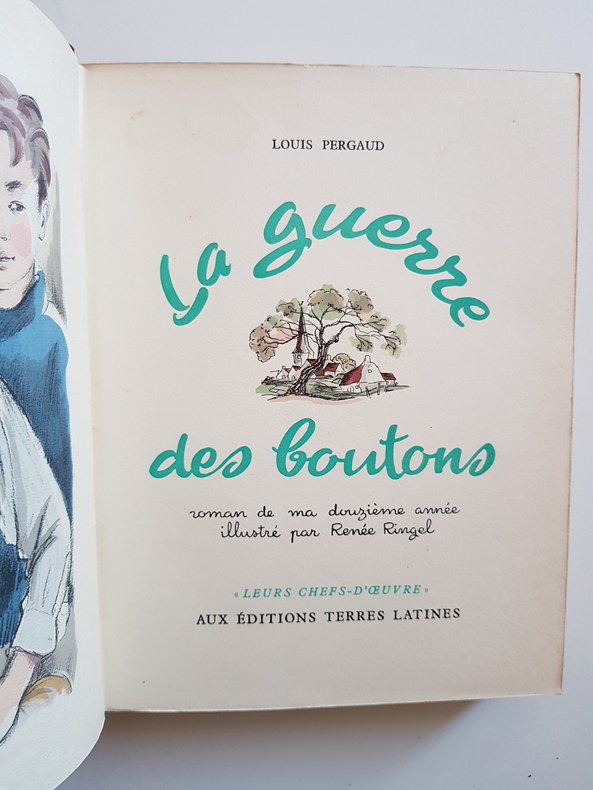 LOUIS PERGAUD
La guerre
des boutons
roman de ma douzième année
illustré par Renée Ringel
« LEURS CHEFS-D'ŒUVRE »
AUX ÉDITIONS TERRES LATINES